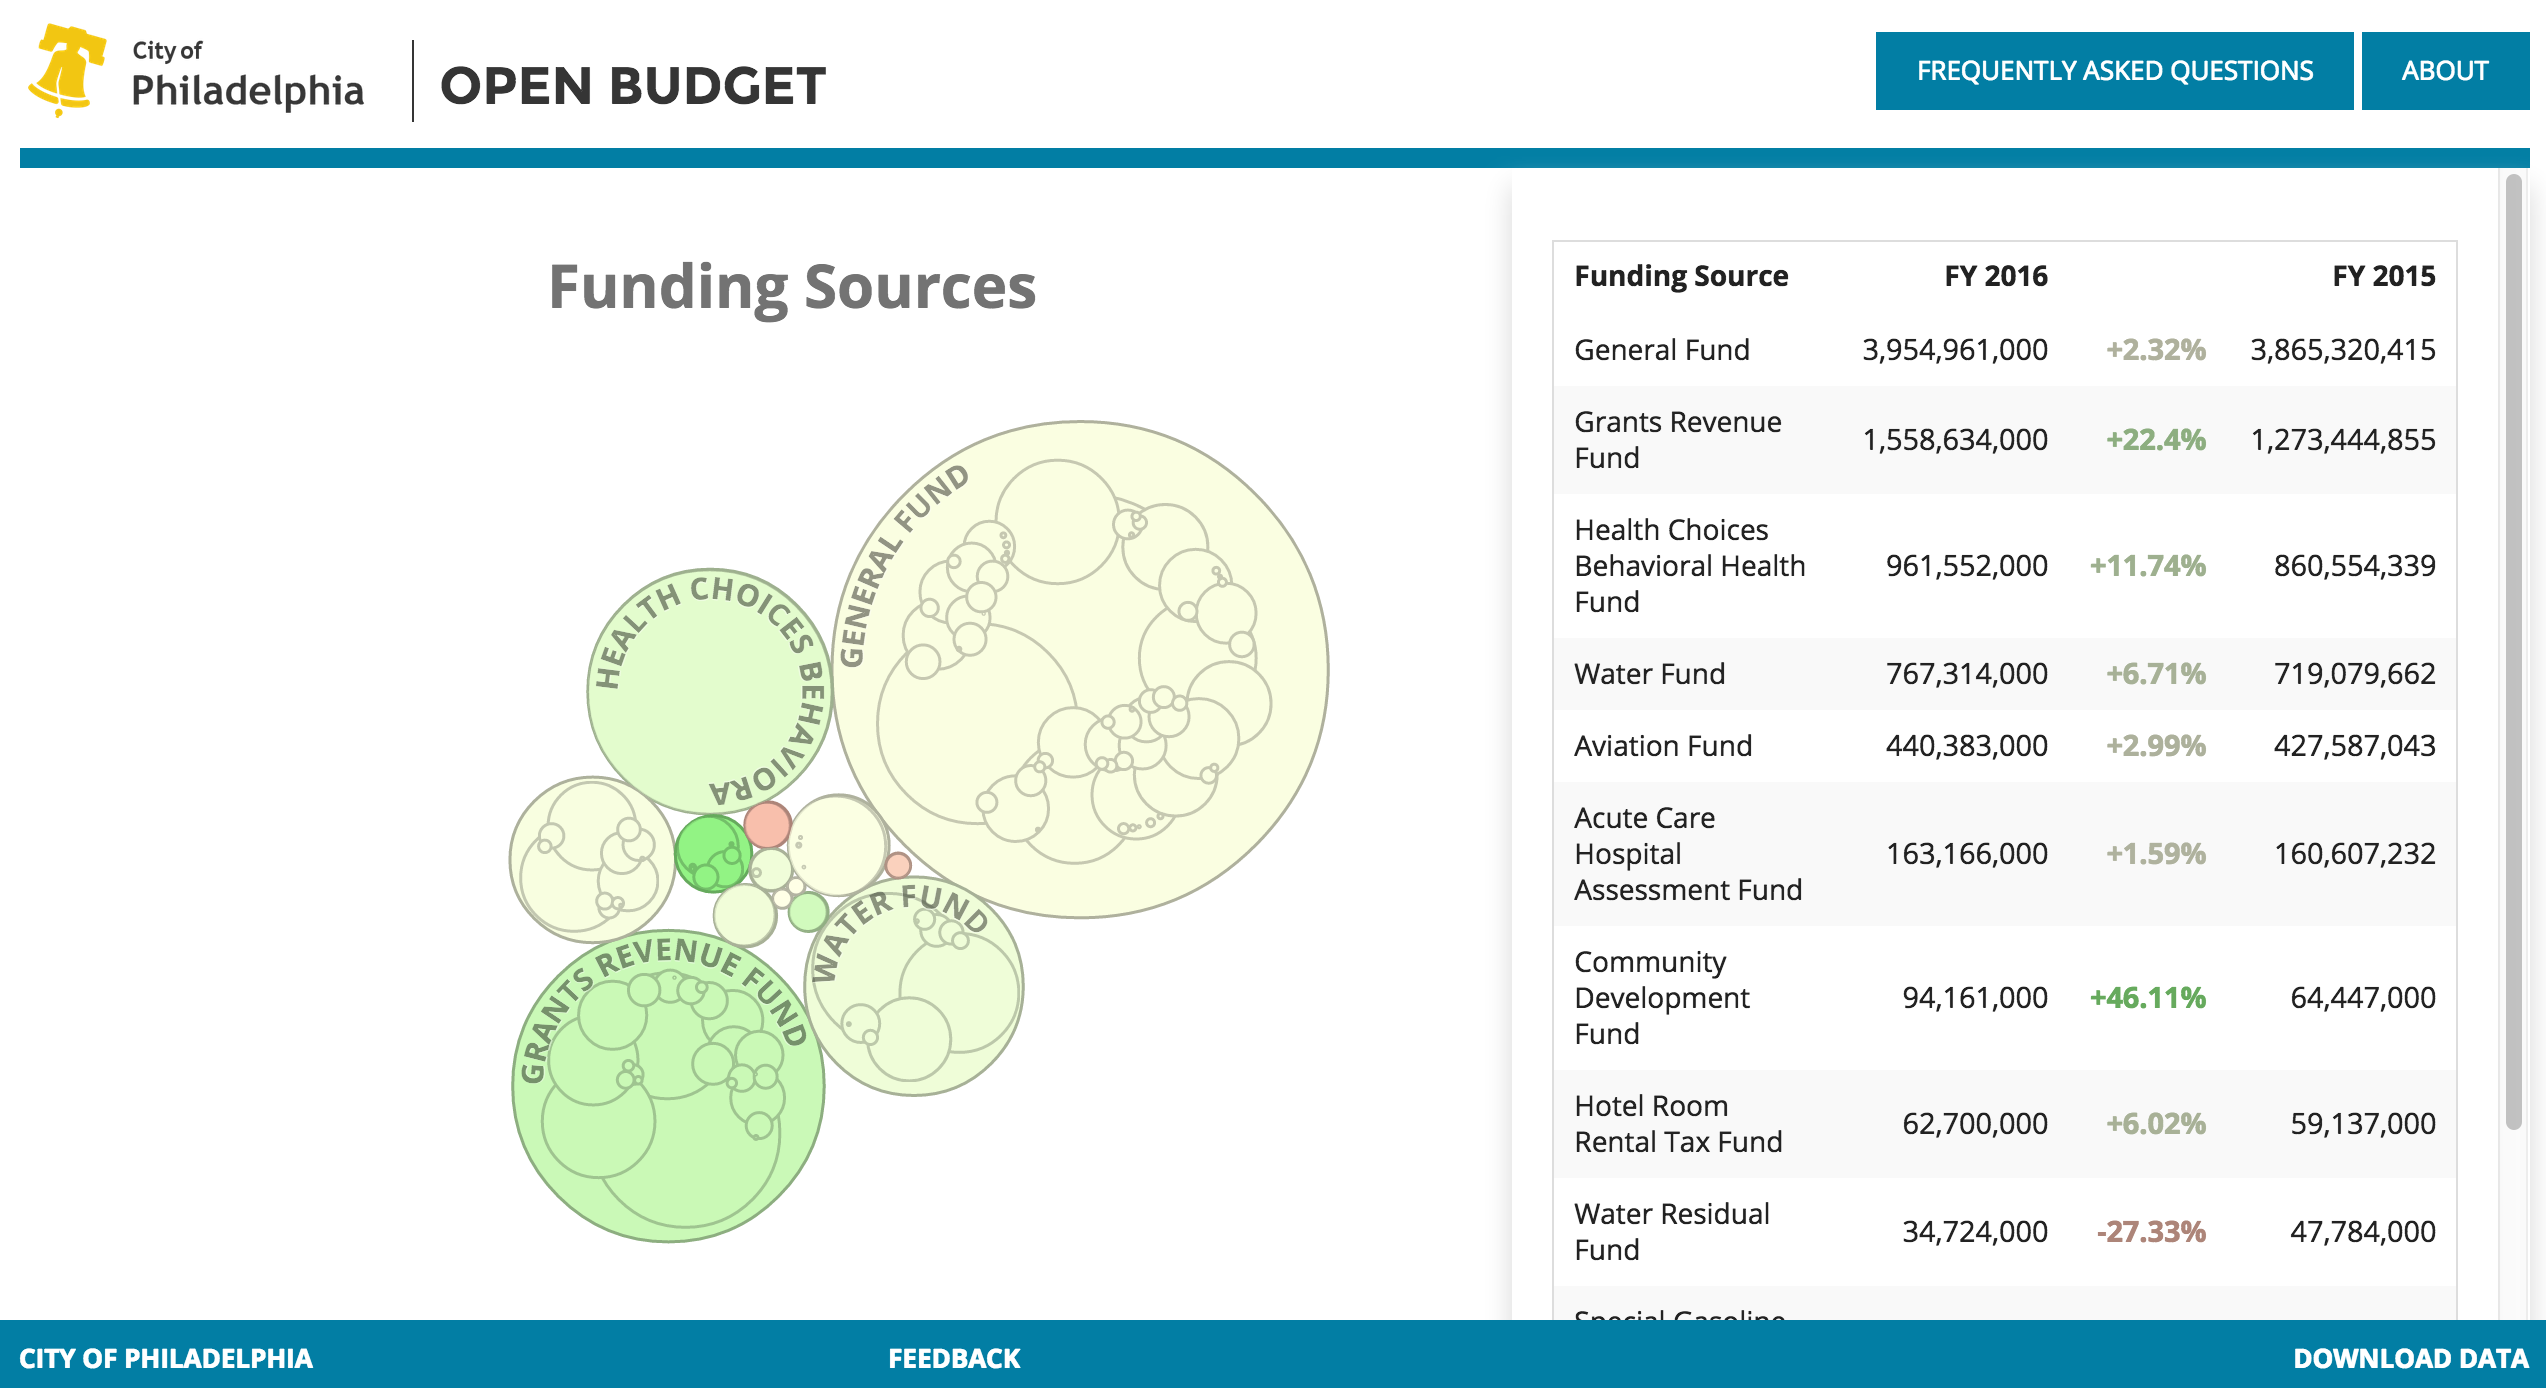 City of
Philadelphia
OPEN BUDGET
FREQUENTLY ASKED QUESTIONS
ABOUT
Funding Sources
GENERAL FUND
HEALTH CHOICES BEHAVIORA
WATER FUND
GRANTS REVENUE FUND
Funding Source FY 2016 FY 2015
General Fund 3,954,961,000 +2.32% 3,865,320,415
Grants Revenue
Fund 1,558,634,000 +22.4% 1,273,444,855
Health Choices
Behavioral Health 961,552,000 +11.74% 860,554,339
Fund
Water Fund 767,314,000 +6.71% 719,079,662
Aviation Fund 440,383,000 +2.99% 427,587,043
Acute Care
Hospital 163,166,000 +1.59% 160,607,232
Assessment Fund
Community
Development 94,161,000 +46.11% 64,447,000
Fund
Hotel Room
Rental Tax Fund 62,700,000 +6.02% 59,137,000
Water Residual
Fund 34,724,000 -27.33% 47,784,000
Special Gasoline
CITY OF PHILADELPHIA
FEEDBACK
DOWNLOAD DATA